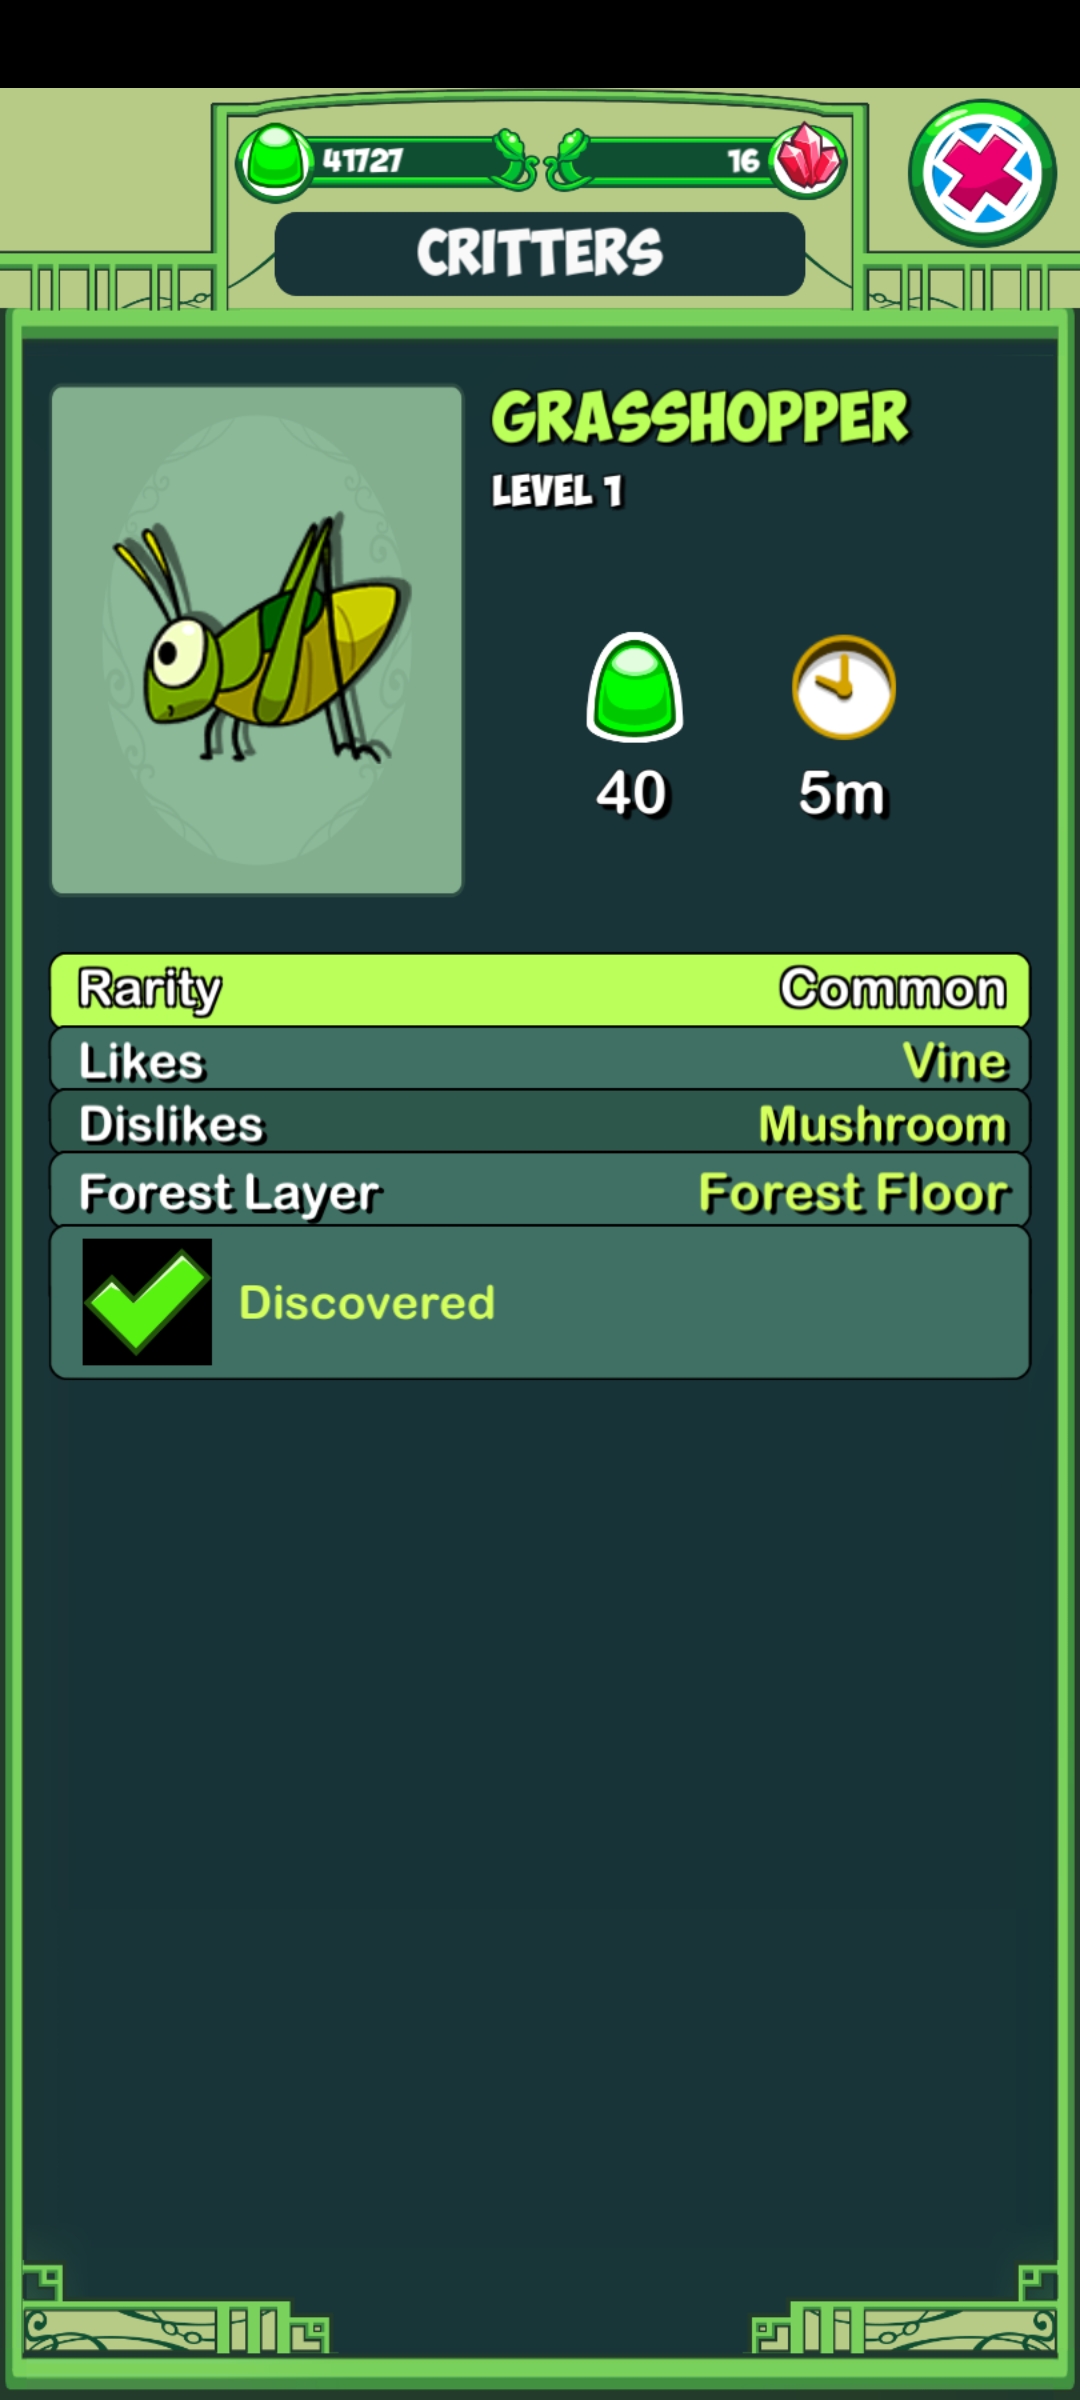 41727 16
CRITTERS
GRASSHOPPER
LEVEL 1
40 5m
Rarity Common
Likes Vine
Dislikes Mushroom
Forest Layer Forest Floor
Discovered